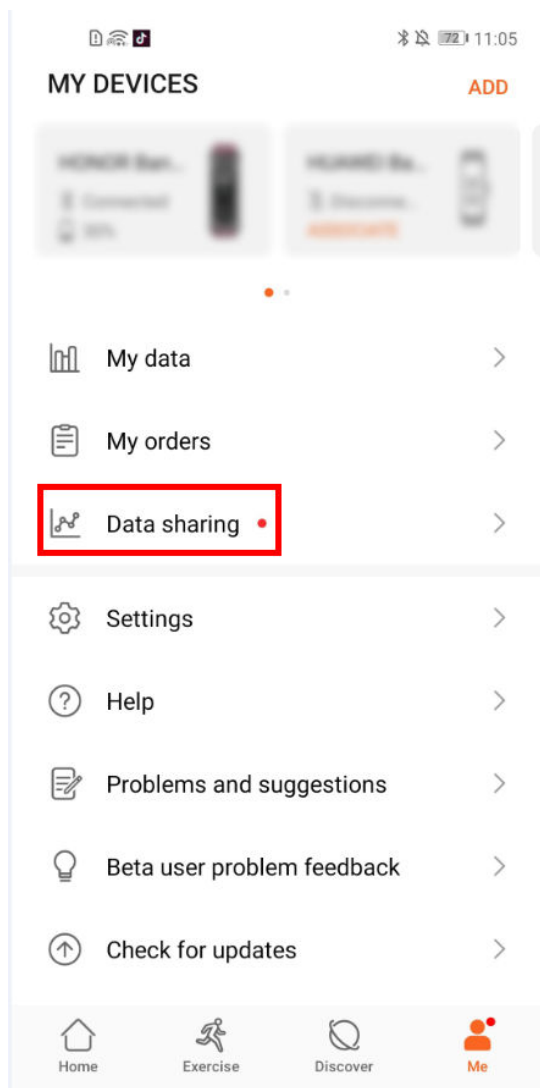 72 11:05
MY DEVICES
ADD
My data
My orders
Data sharing
Settings
Help
Problems and suggestions
Beta user problem feedback
Check for updates
Home Exercise Discover Me